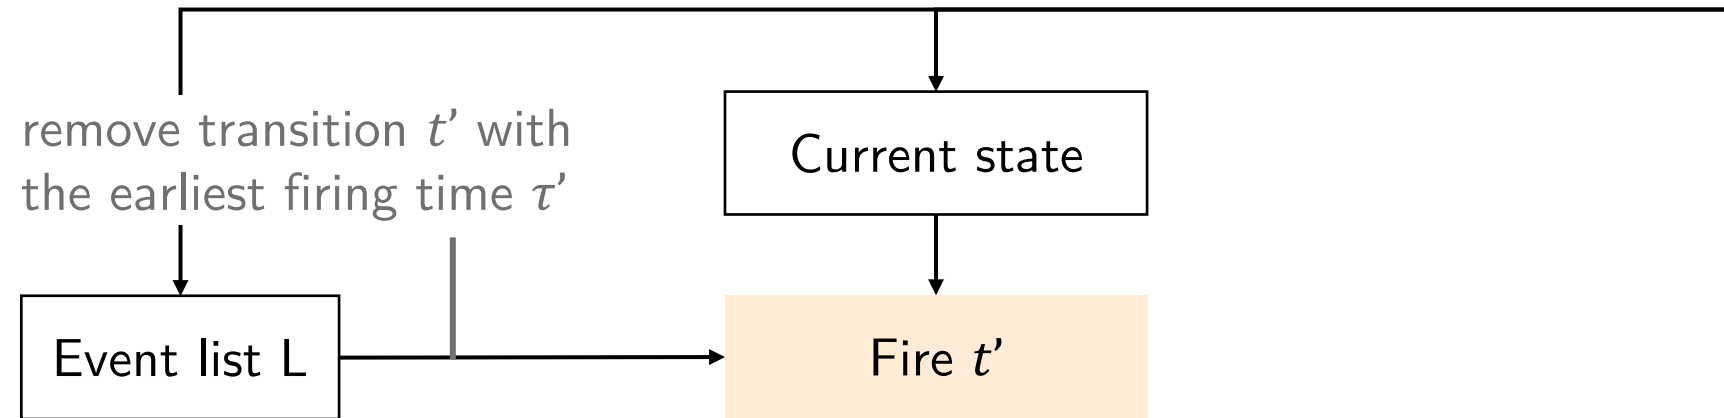 remove transition t’ with
the earliest firing time τ’
Current state
Event list L
Fire t’